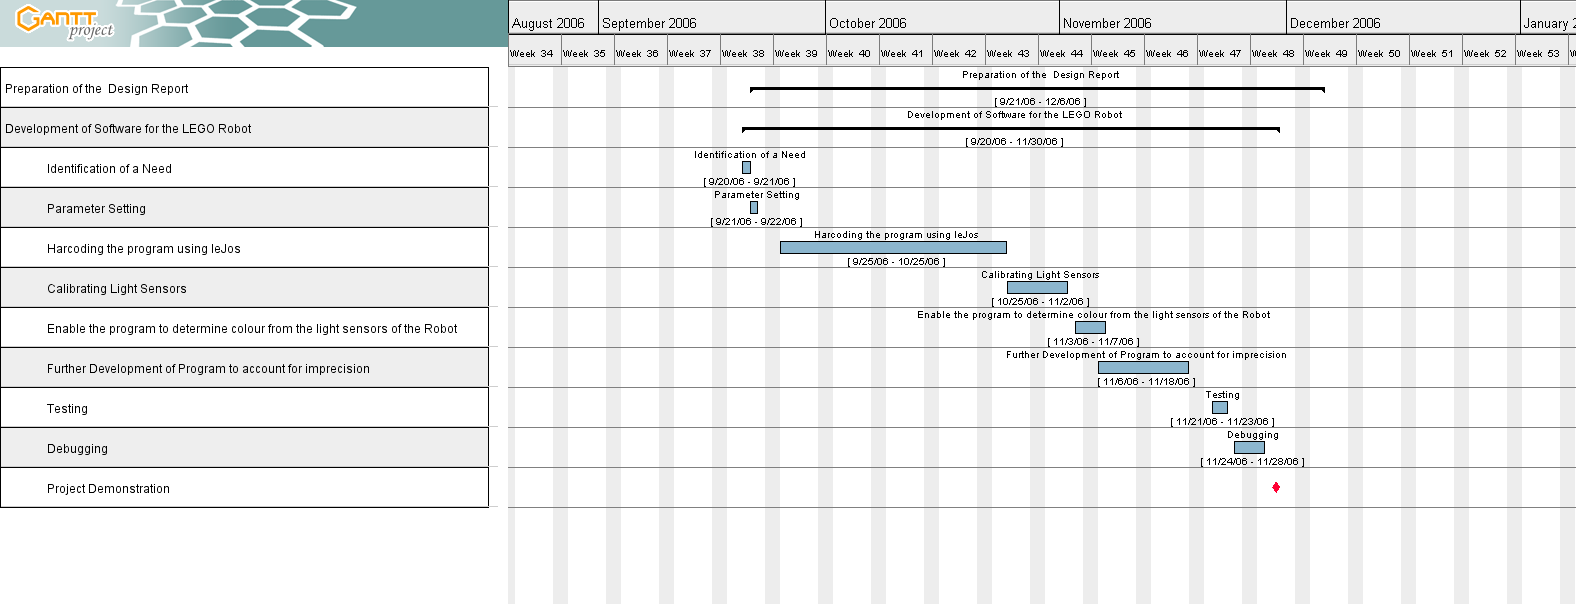 GANTT
project
August 2006 September 2006 October 2006 November 2006 December 2006 January 2
Week 34 Week 35 Week 36 Week 37 Week 38 Week 39 Week 40 Week 41 Week 42 Week 43 Week 44 Week 45 Week 46 Week 47 Week 48 Week 49 Week 50 Week 51 Week 52 Week 53 W
Preparation of the Design Report
Preparation of the Design Report
[ 9/21/06 - 12/6/06 ]
Development of Software for the LEGO Robot
Development of Software for the LEGO Robot
[ 9/20/06 - 11/30/06 ]
Identification of a Need
Identification of a Need
[ 9/20/06 - 9/21/06 ]
Parameter Setting
Parameter Setting
[ 9/21/06 - 9/22/06 ]
Harcoding the program using leJos
Harcoding the program using leJos
[ 9/25/06 - 10/25/06 ]
Calibrating Light Sensors
Calibrating Light Sensors
[ 10/25/06 - 11/2/06 ]
Enable the program to determine colour from the light sensors of the Robot
Enable the program to determine colour from the light sensors of the Robot
[ 11/3/06 - 11/7/06 ]
Further Development of Program to account for imprecision
Further Development of Program to account for imprecision
[ 11/6/06 - 11/18/06 ]
Testing
Testing
[ 11/21/06 - 11/23/06 ]
Debugging
Debugging
[ 11/24/06 - 11/28/06 ]
Project Demonstration